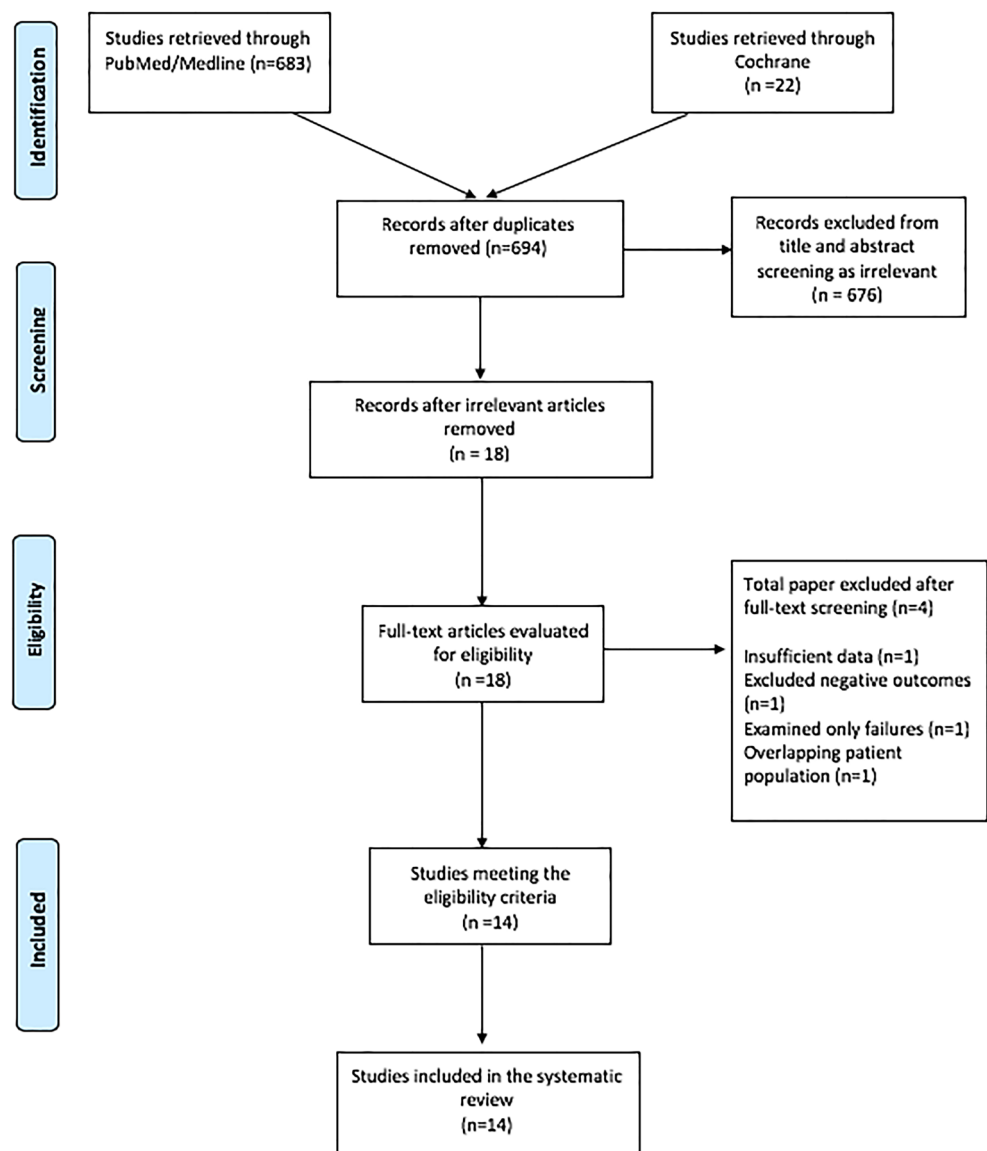 Identification
Studies retrieved through
PubMed/Medline (n=683)
Studies retrieved through
Cochrane
(n =22)
Records after duplicates
removed (n=694)
Records excluded from
title and abstract
screening as irrelevant
(n = 676)
Screening
Records after irrelevant articles
removed
(n = 18)
Eligibility
Full-text articles evaluated
for eligibility
(n =18)
Total paper excluded after
full-text screening (n=4)
Insufficient data (n=1)
Excluded negative outcomes
(n=1)
Examined only failures (n=1)
Overlapping patient
population (n=1)
Included
Studies meeting the
eligibility criteria
(n =14)
Studies included in the systematic
review
(n=14)